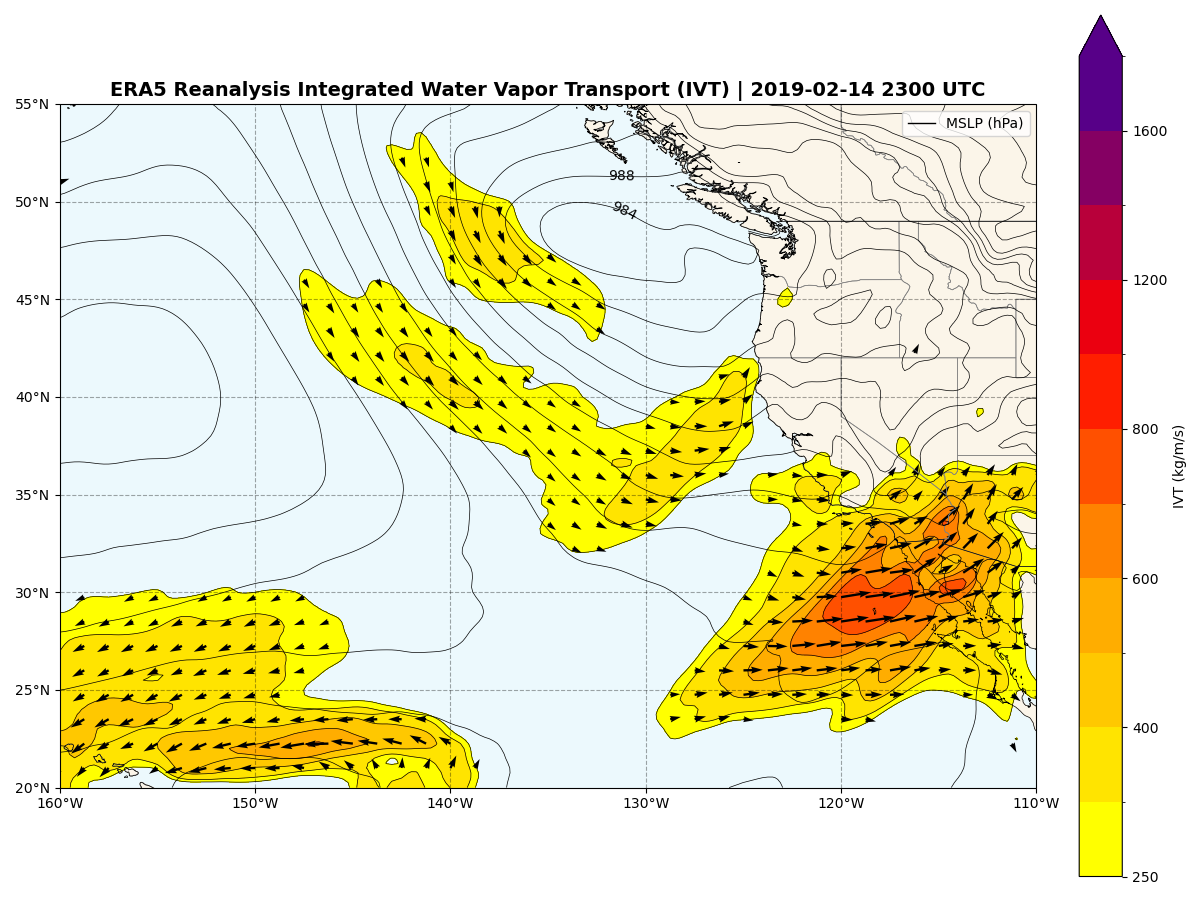 ERA5 Reanalysis Integrated Water Vapor Transport (IVT) | 2019-02-14 2300 UTC
MSLP (hPa)
55°N
50°N
45°N
40°N
35°N
30°N
25°N
20°N
160°W
150°W
140°W
130°W
120°W
110°W
988
984
1600
1200
800
600
400
250
IVT (kg/m/s)